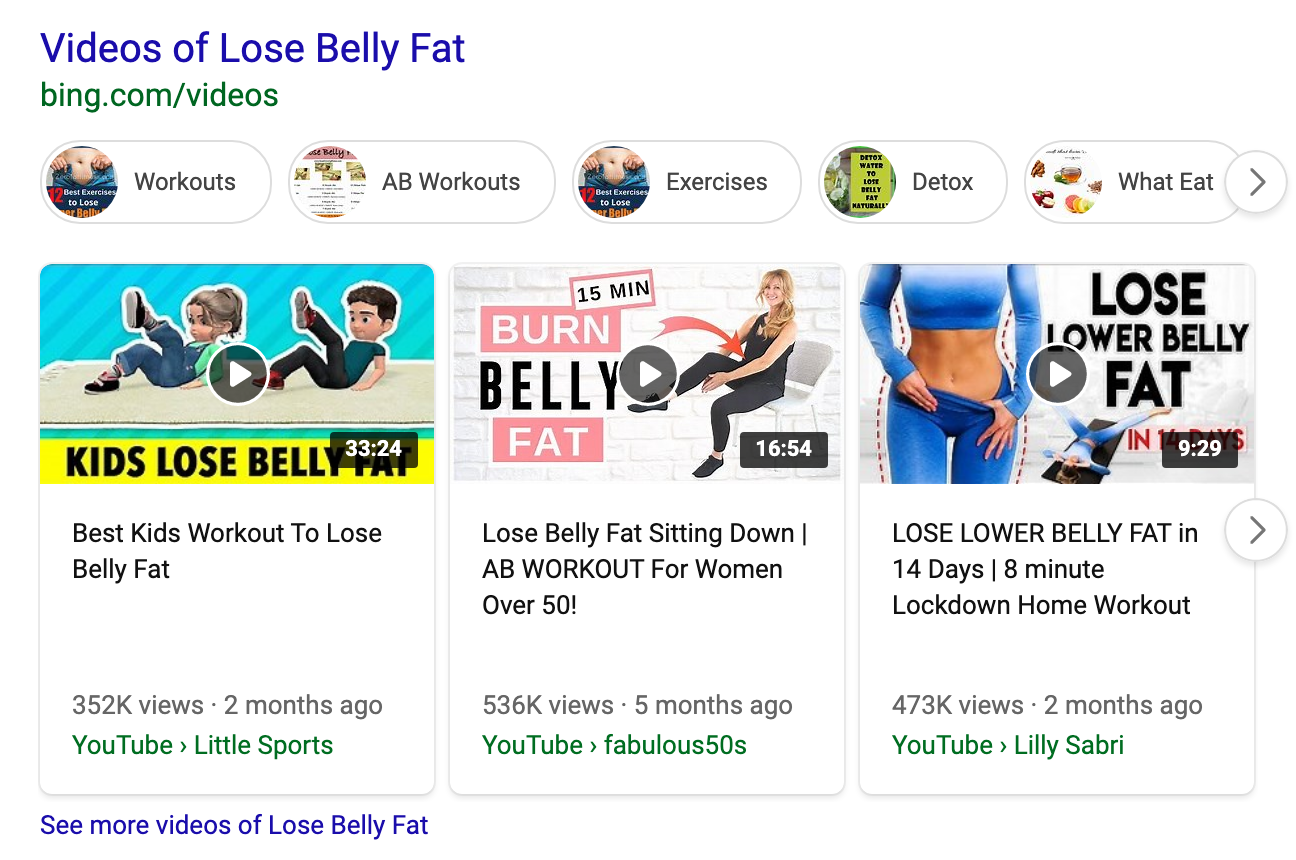 Videos of Lose Belly Fat
bing.com/videos
12 Best Exercises
to Lose
Workouts
AB Workouts
12 Best Exercises
to Lose
Exercises
DETOX
WATER
TO
LOSE
BELLY
FAT
NATURALLY
Detox
What Eat
KIDS LOSE BELLY FAT
33:24
15 MIN
BURN
BELLY
FAT
16:54
LOSE
LOWER BELLY
FAT
IN 14 DAYS
9:29
Best Kids Workout To Lose
Belly Fat
352K views · 2 months ago
YouTube › Little Sports
Lose Belly Fat Sitting Down |
AB WORKOUT For Women
Over 50!
536K views · 5 months ago
YouTube › fabulous50s
LOSE LOWER BELLY FAT in
14 Days | 8 minute
Lockdown Home Workout
473K views · 2 months ago
YouTube › Lilly Sabri
See more videos of Lose Belly Fat